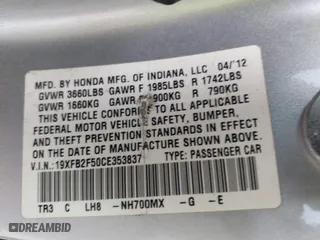 MFD. BY HONDA MFG. OF INDIANA, LLC 04/12
GVWR 3660LBS GAWR F 1985LBS R 1742LBS
GVWR 1660KG GAWR 900KG R 790KG
THIS VEHICLE CONFORMS TO ALL APPLICABLE
FEDERAL MOTOR VEHICLE SAFETY, BUMPER,
AND THEFT PREVENTION STANDARDS IN EFFECT
ON THE DATE OF MANUFACTURE SHOWN ABOVE.
V.I.N.: 19XFB2F50CE353837 TYPE: PASSENGER CAR
TR3 C LH8 -NH700MX -G -E
DEALERSHIP
.COM